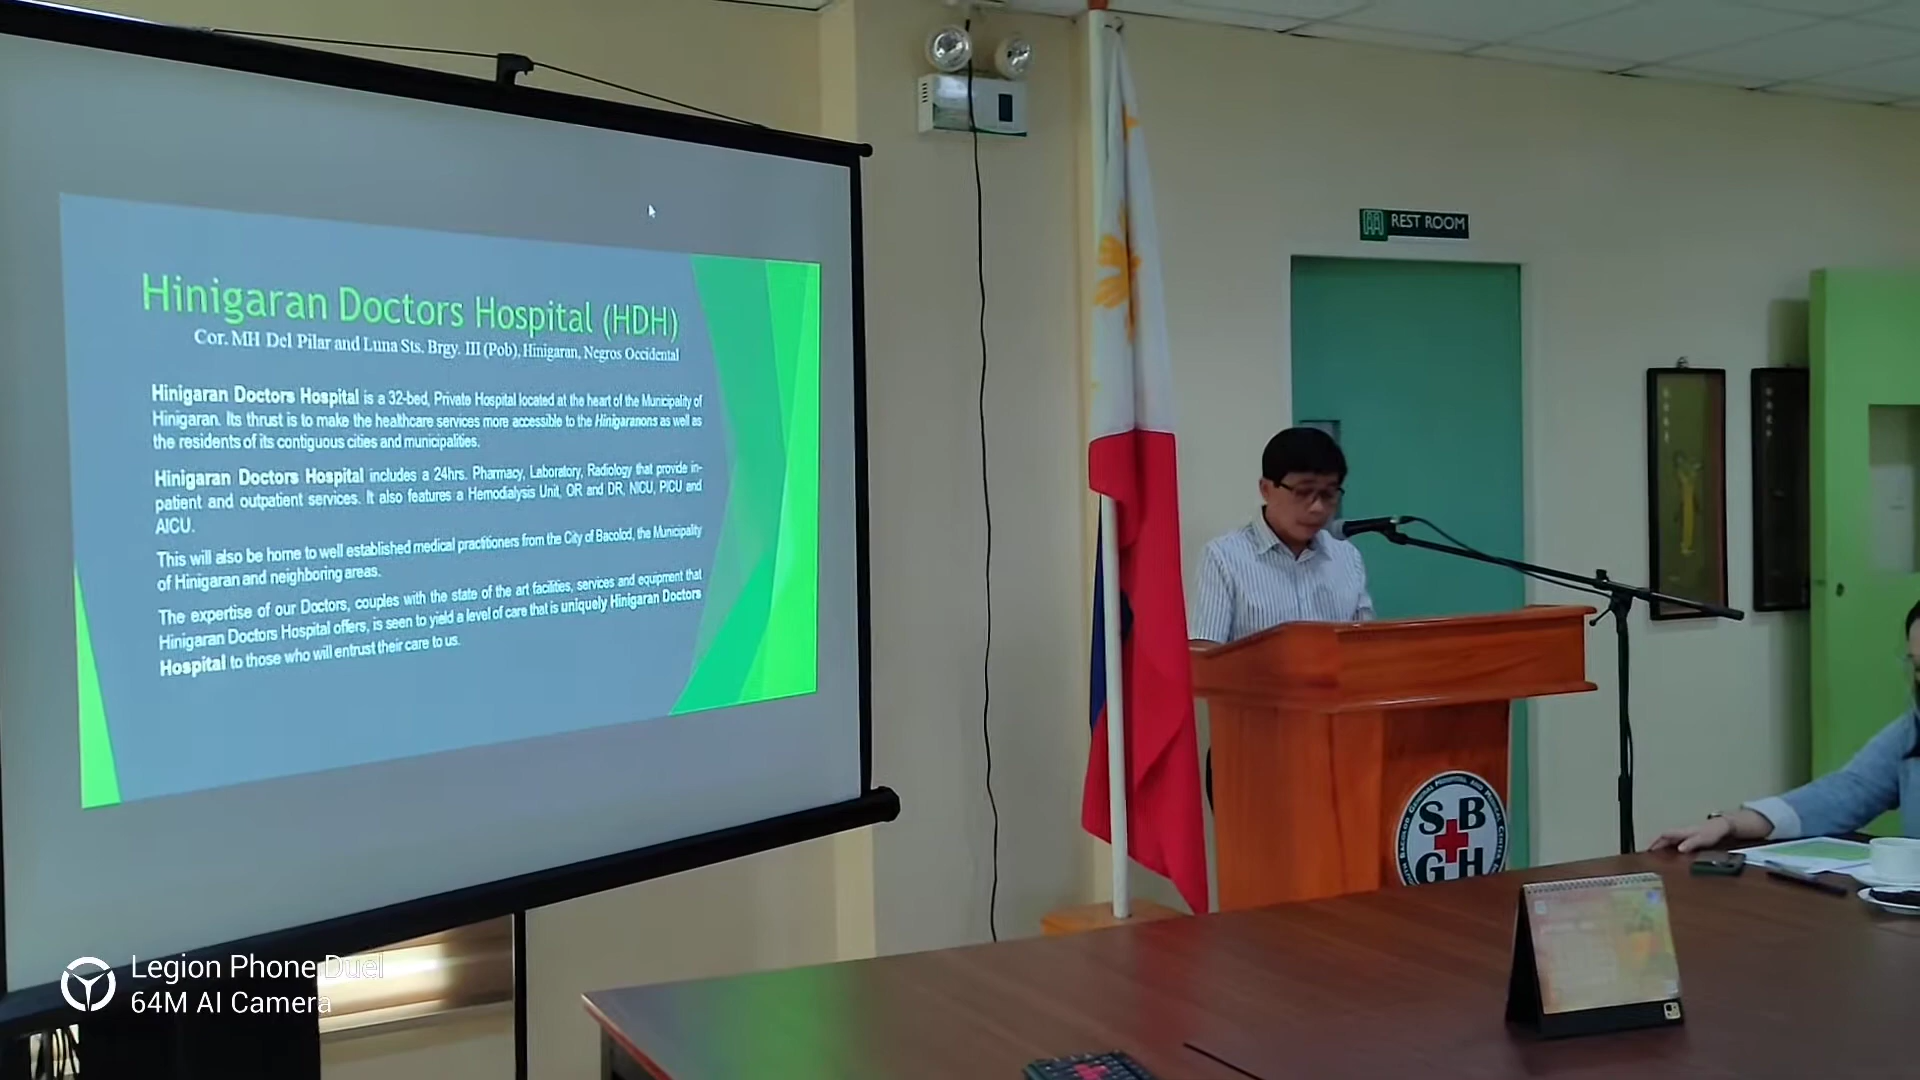 Hinigaran Doctors Hospital (HDH)
Cor. MH Del Pilar and Luna Sts. Brgy. III (Pob), Hinigaran, Negros Occidental
Hinigaran Doctors Hospital is a 32-bed, Private Hospital located at the heart of the Municipality of
Hinigaran. Its thrust is to make the healthcare services more accessible to the Hinigaranons as well as
the residents of its contiguous cities and municipalities.
Hinigaran Doctors Hospital includes a 24hrs. Pharmacy, Laboratory, Radiology that provide in-
patient and outpatient services. It also features a Hemodialysis Unit, OR and DR, NICU, PICU and
AICU.
This will also be home to well established medical practitioners from the City of Bacolod, the Municipality
of Hinigaran and neighboring areas.
The expertise of our Doctors, couples with the state of the art facilities, services and equipment that
Hinigaran Doctors Hospital offers, is seen to yield a level of care that is uniquely Hinigaran Doctors
Hospital to those who will entrust their care to us.
REST ROOM
SOUTH BACOLOD GENERAL HOSPITAL AND MEDICAL CENTER
S B
G H
Legion Phone Duel
64M AI Camera